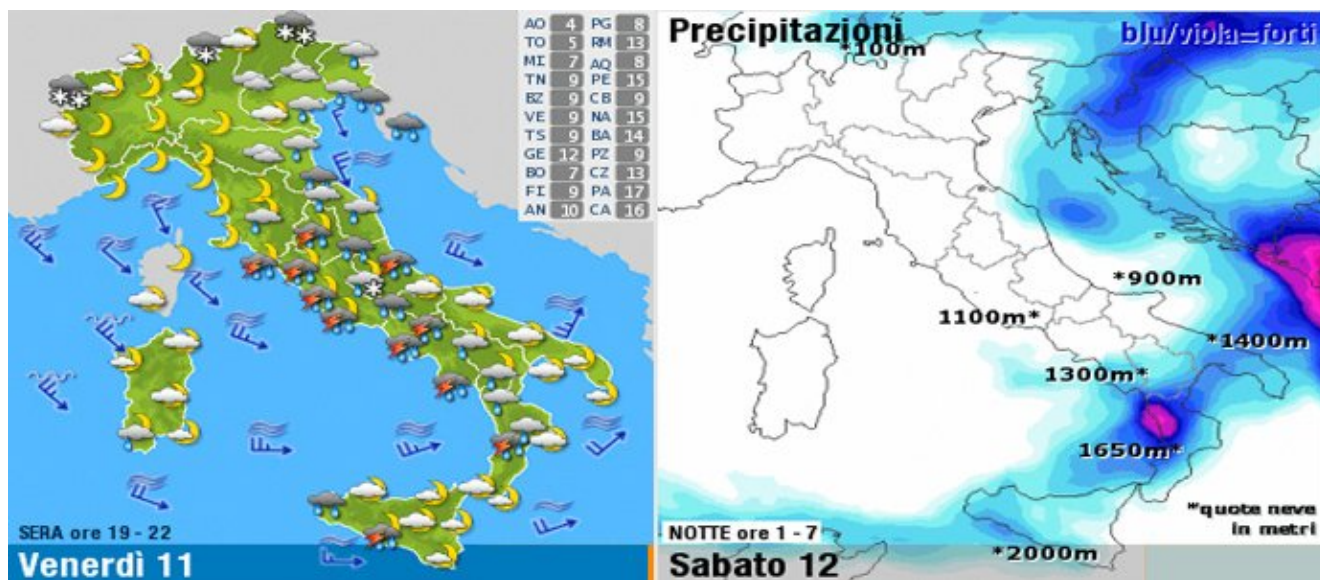 AO 4 PG 8
TO 5 RM 13
MI 7 AQ 8
TN 9 PE 15
BZ 9 CB 9
VE 9 NA 15
TS 9 BA 14
GE 12 PZ 9
BO 7 CZ 13
FI 9 PA 17
AN 10 CA 16
SERA ore 19 - 22
Venerdì 11
Precipitazioni
blu/viola=forti
*100m
*900m
1100m*
*1400m
1300m*
1650m*
*quote neve
in metri
NOTTE ore 1 - 7
*2000m
Sabato 12